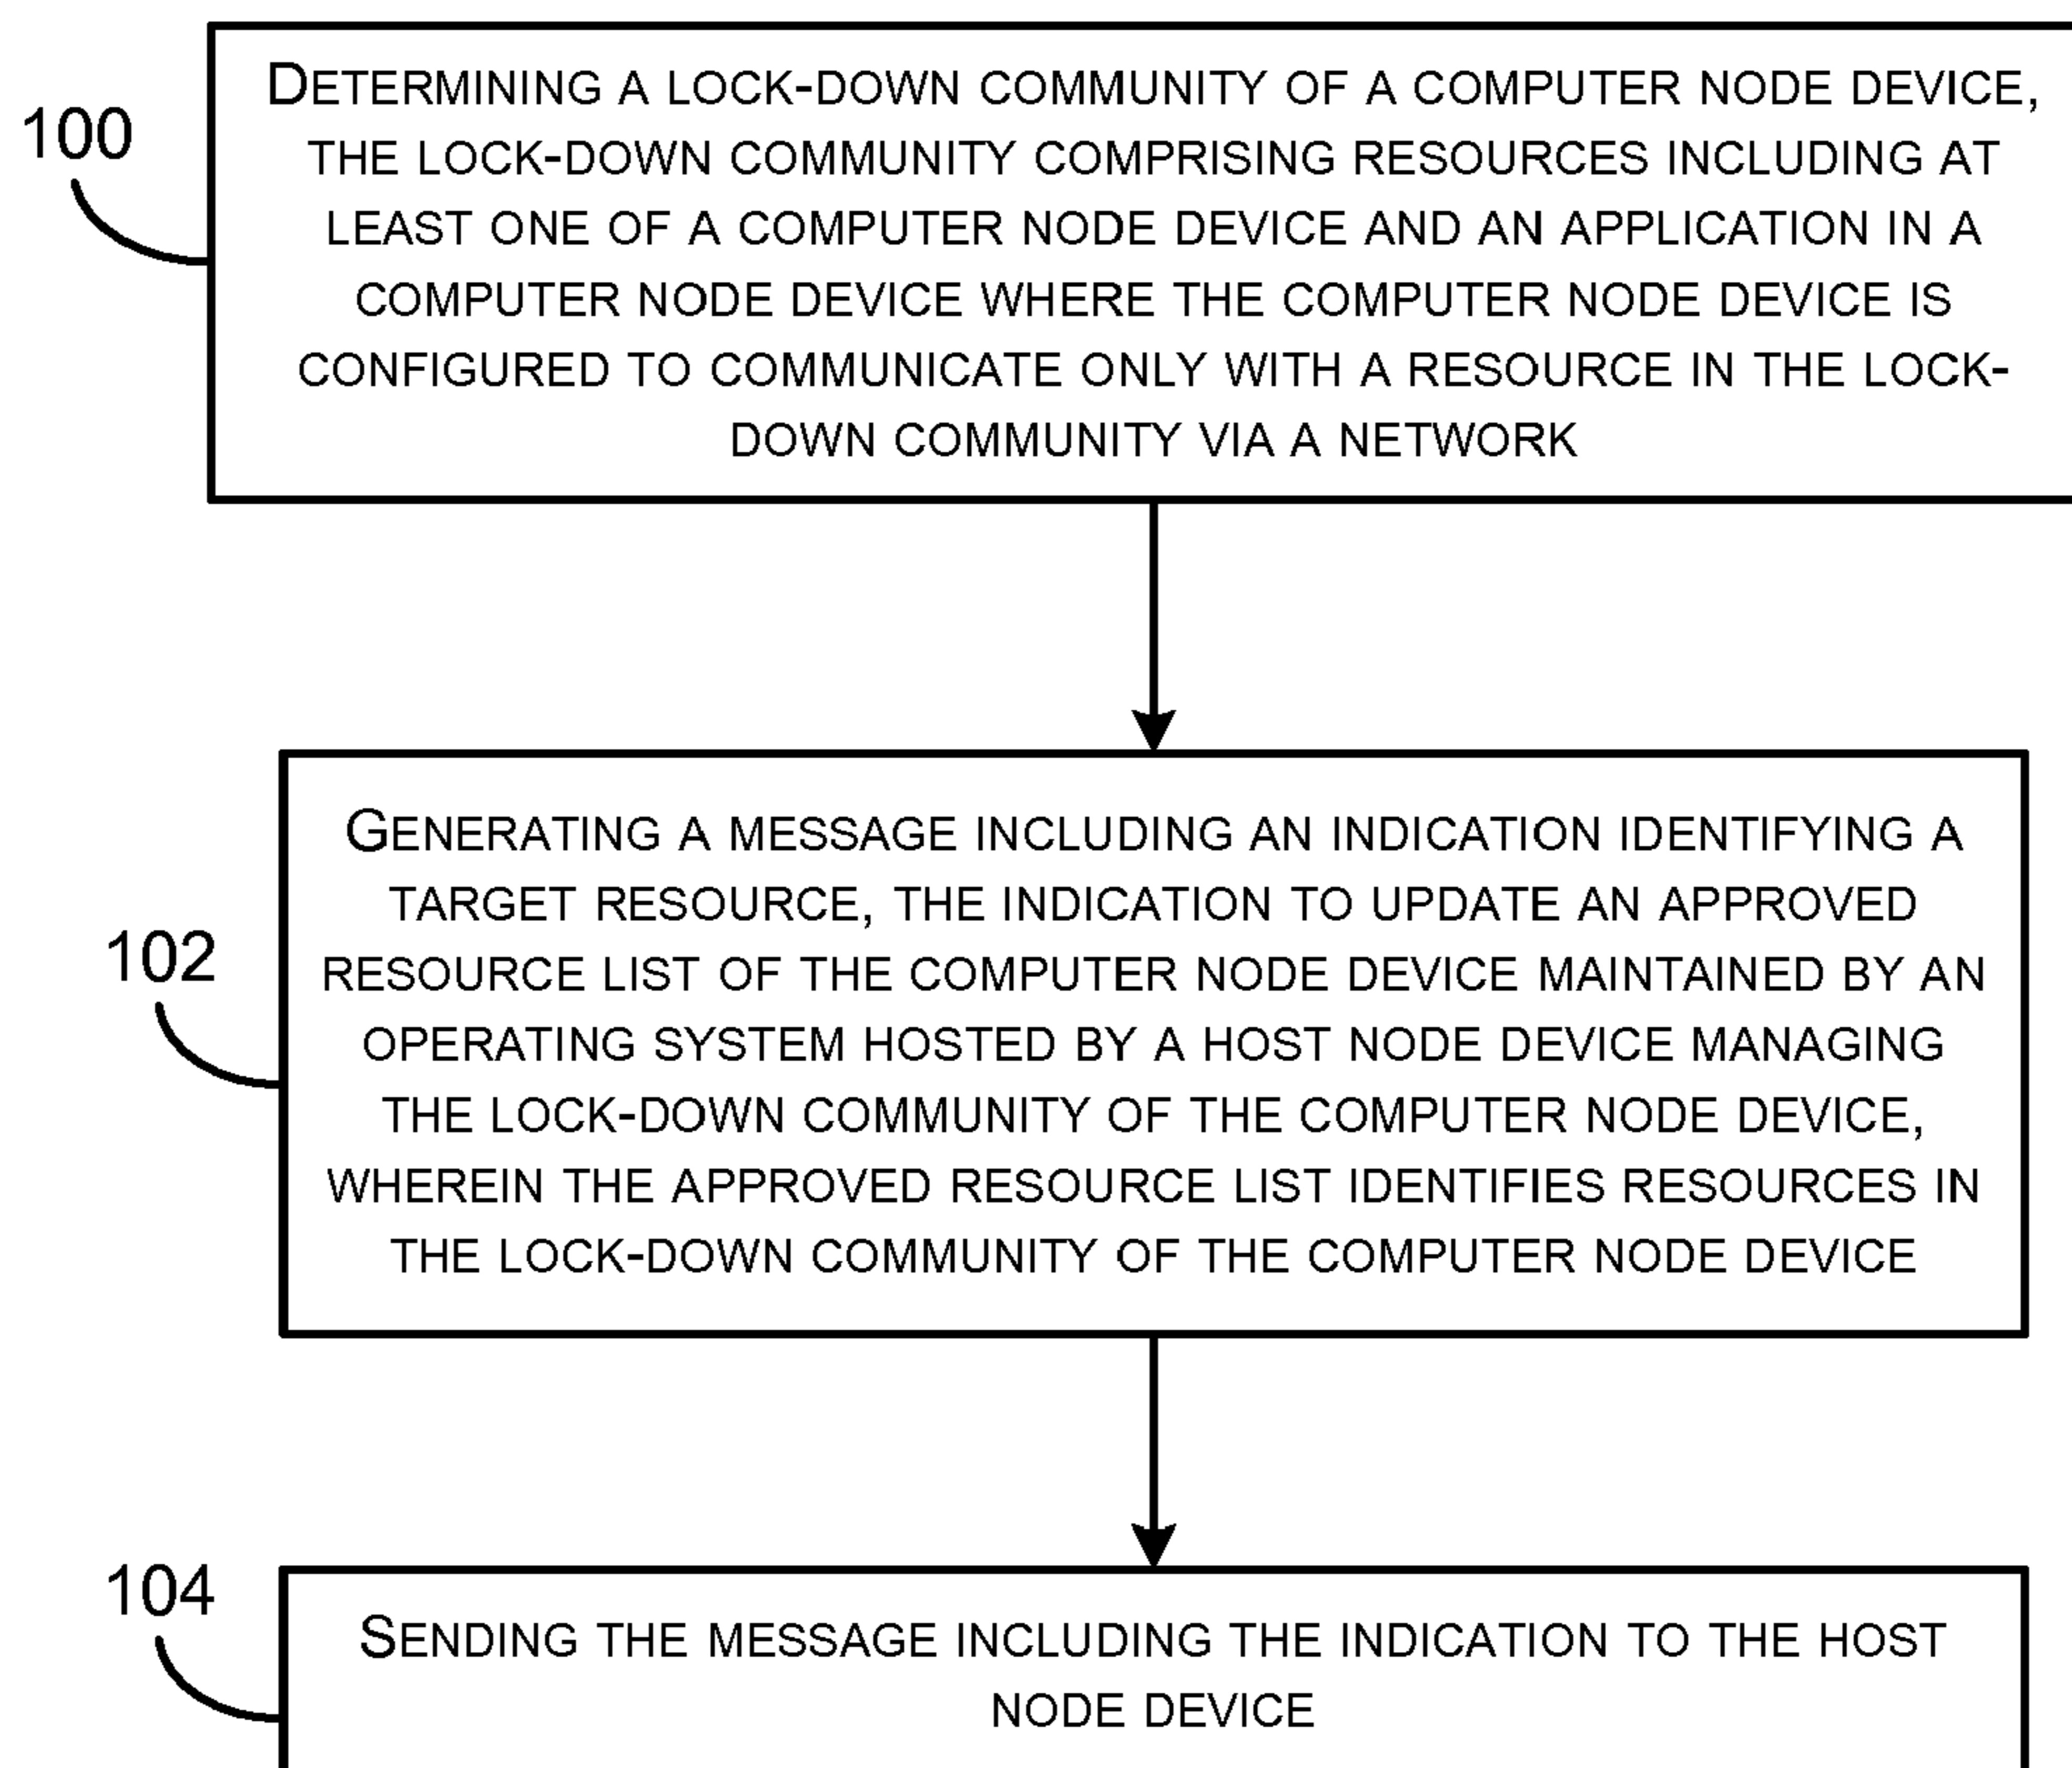 100
DETERMINING A LOCK-DOWN COMMUNITY OF A COMPUTER NODE DEVICE,
THE LOCK-DOWN COMMUNITY COMPRISING RESOURCES INCLUDING AT
LEAST ONE OF A COMPUTER NODE DEVICE AND AN APPLICATION IN A
COMPUTER NODE DEVICE WHERE THE COMPUTER NODE DEVICE IS
CONFIGURED TO COMMUNICATE ONLY WITH A RESOURCE IN THE LOCK-
DOWN COMMUNITY VIA A NETWORK
102
GENERATING A MESSAGE INCLUDING AN INDICATION IDENTIFYING A
TARGET RESOURCE, THE INDICATION TO UPDATE AN APPROVED
RESOURCE LIST OF THE COMPUTER NODE DEVICE MAINTAINED BY AN
OPERATING SYSTEM HOSTED BY A HOST NODE DEVICE MANAGING
THE LOCK-DOWN COMMUNITY OF THE COMPUTER NODE DEVICE,
WHEREIN THE APPROVED RESOURCE LIST IDENTIFIES RESOURCES IN
THE LOCK-DOWN COMMUNITY OF THE COMPUTER NODE DEVICE
104
SENDING THE MESSAGE INCLUDING THE INDICATION TO THE HOST
NODE DEVICE